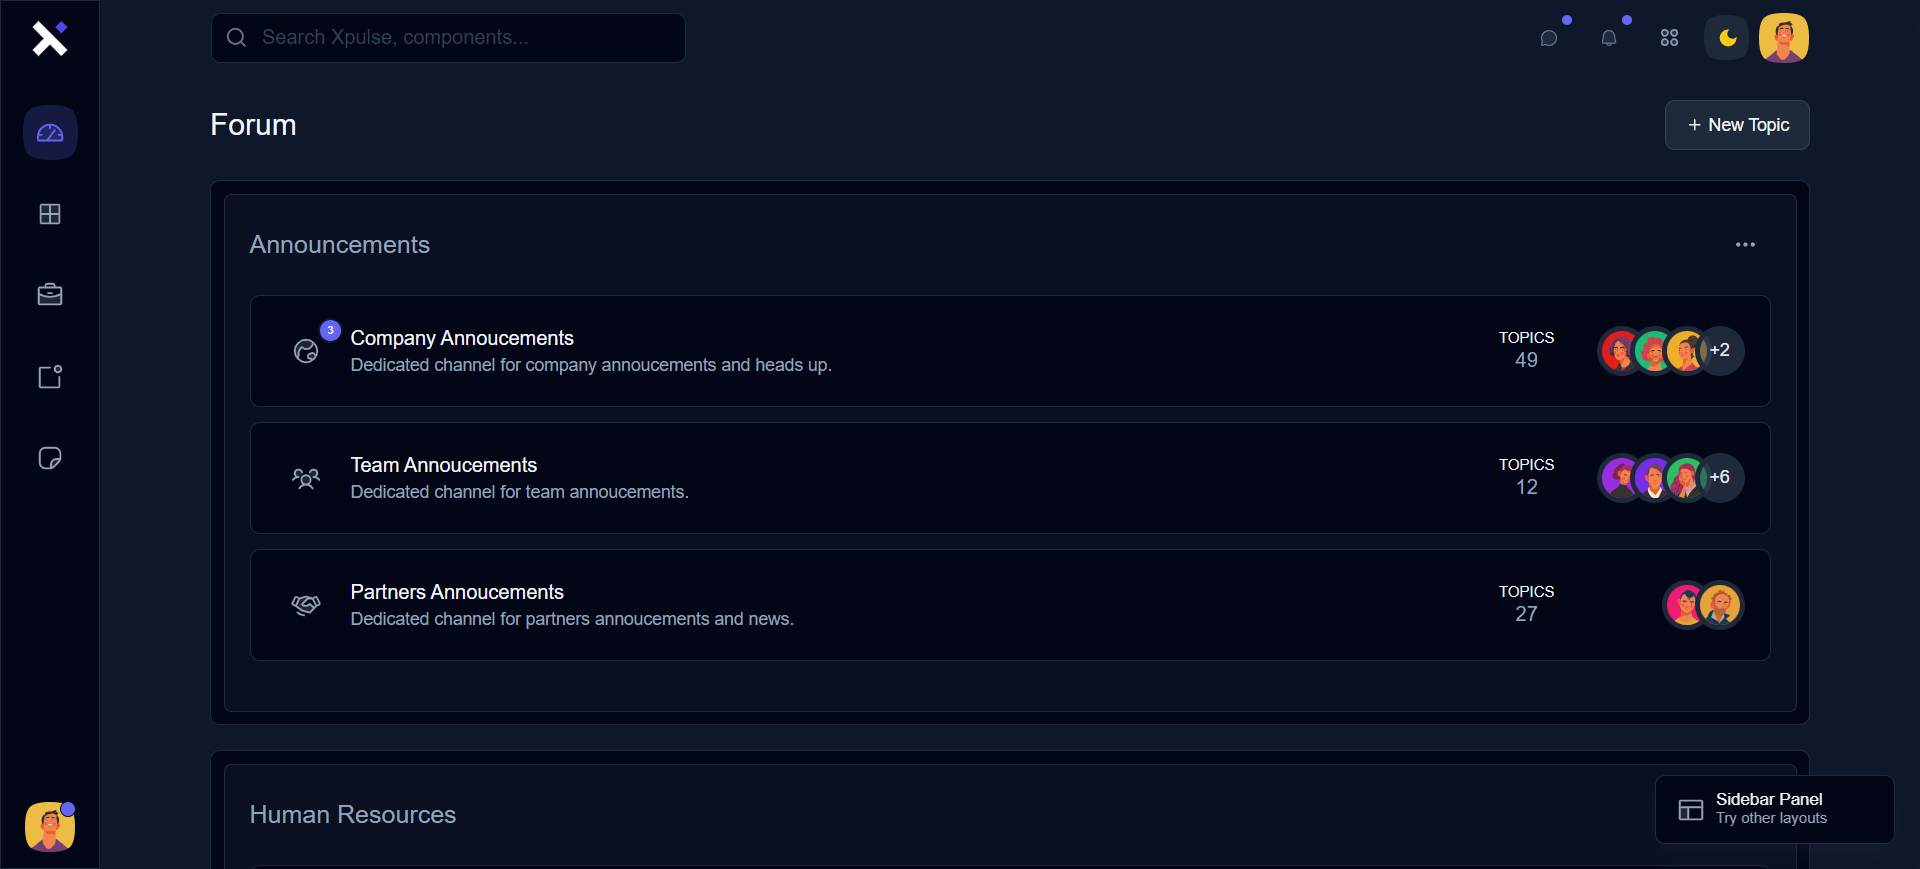 Search Xpulse, components...
Forum
+ New Topic
Announcements
3
Company Annoucements
Dedicated channel for company annoucements and heads up.
TOPICS
49
+2
Team Annoucements
Dedicated channel for team annoucements.
TOPICS
12
+6
Partners Annoucements
Dedicated channel for partners annoucements and news.
TOPICS
27
Human Resources
Sidebar Panel
Try other layouts